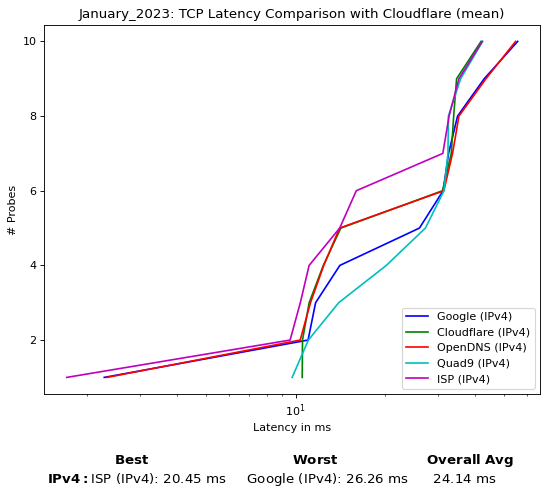 January_2023: TCP Latency Comparison with Cloudflare (mean)
10
8
6
4
2
# Probes
Google (IPv4)
Cloudflare (IPv4)
OpenDNS (IPv4)
Quad9 (IPv4)
ISP (IPv4)
10¹
Latency in ms
Best Worst Overall Avg
IPv4: ISP (IPv4): 20.45 ms Google (IPv4): 26.26 ms 24.14 ms